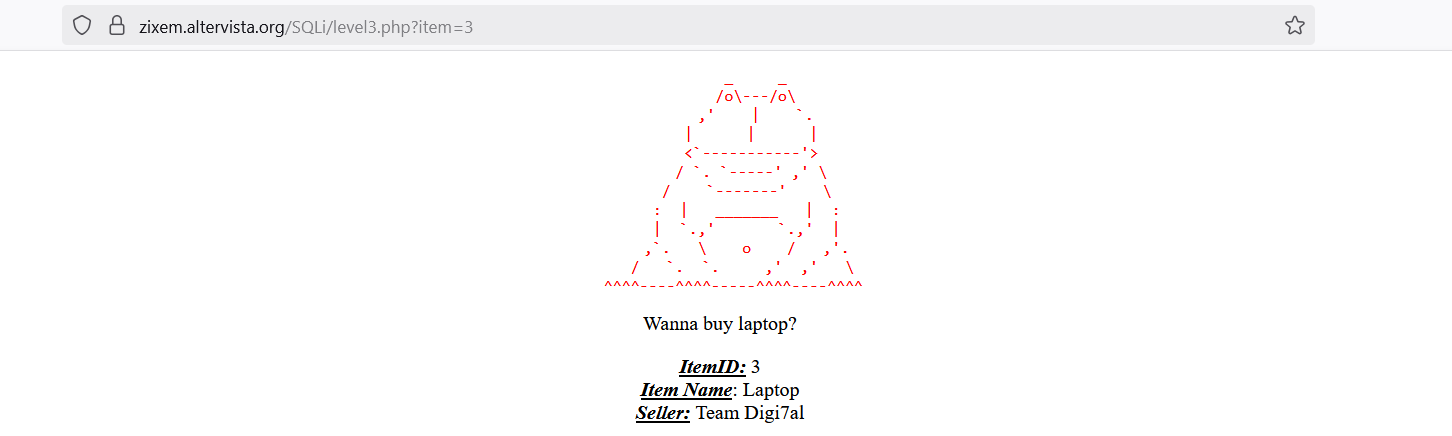 zixem.altervista.org/SQLi/level3.php?item=3
Wanna buy laptop?
ItemID: 3
Item Name: Laptop
Seller: Team Digi7al